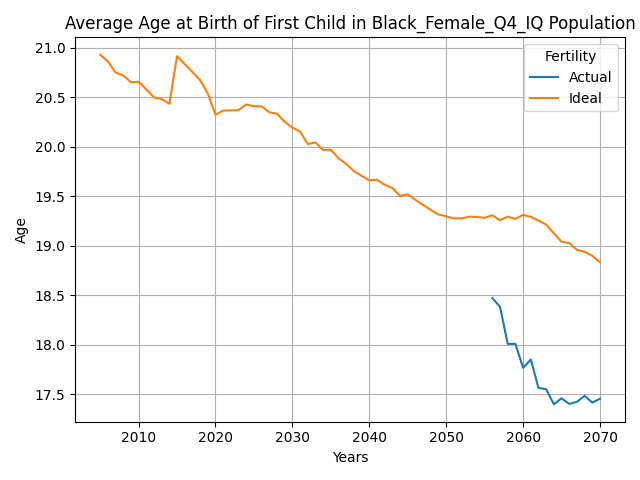 Average Age at Birth of First Child in Black_Female_Q4_IQ Population
Fertility
Actual
Ideal
21.0
20.5
20.0
19.5
19.0
18.5
18.0
17.5
Age
2010 2020 2030 2040 2050 2060 2070
Years